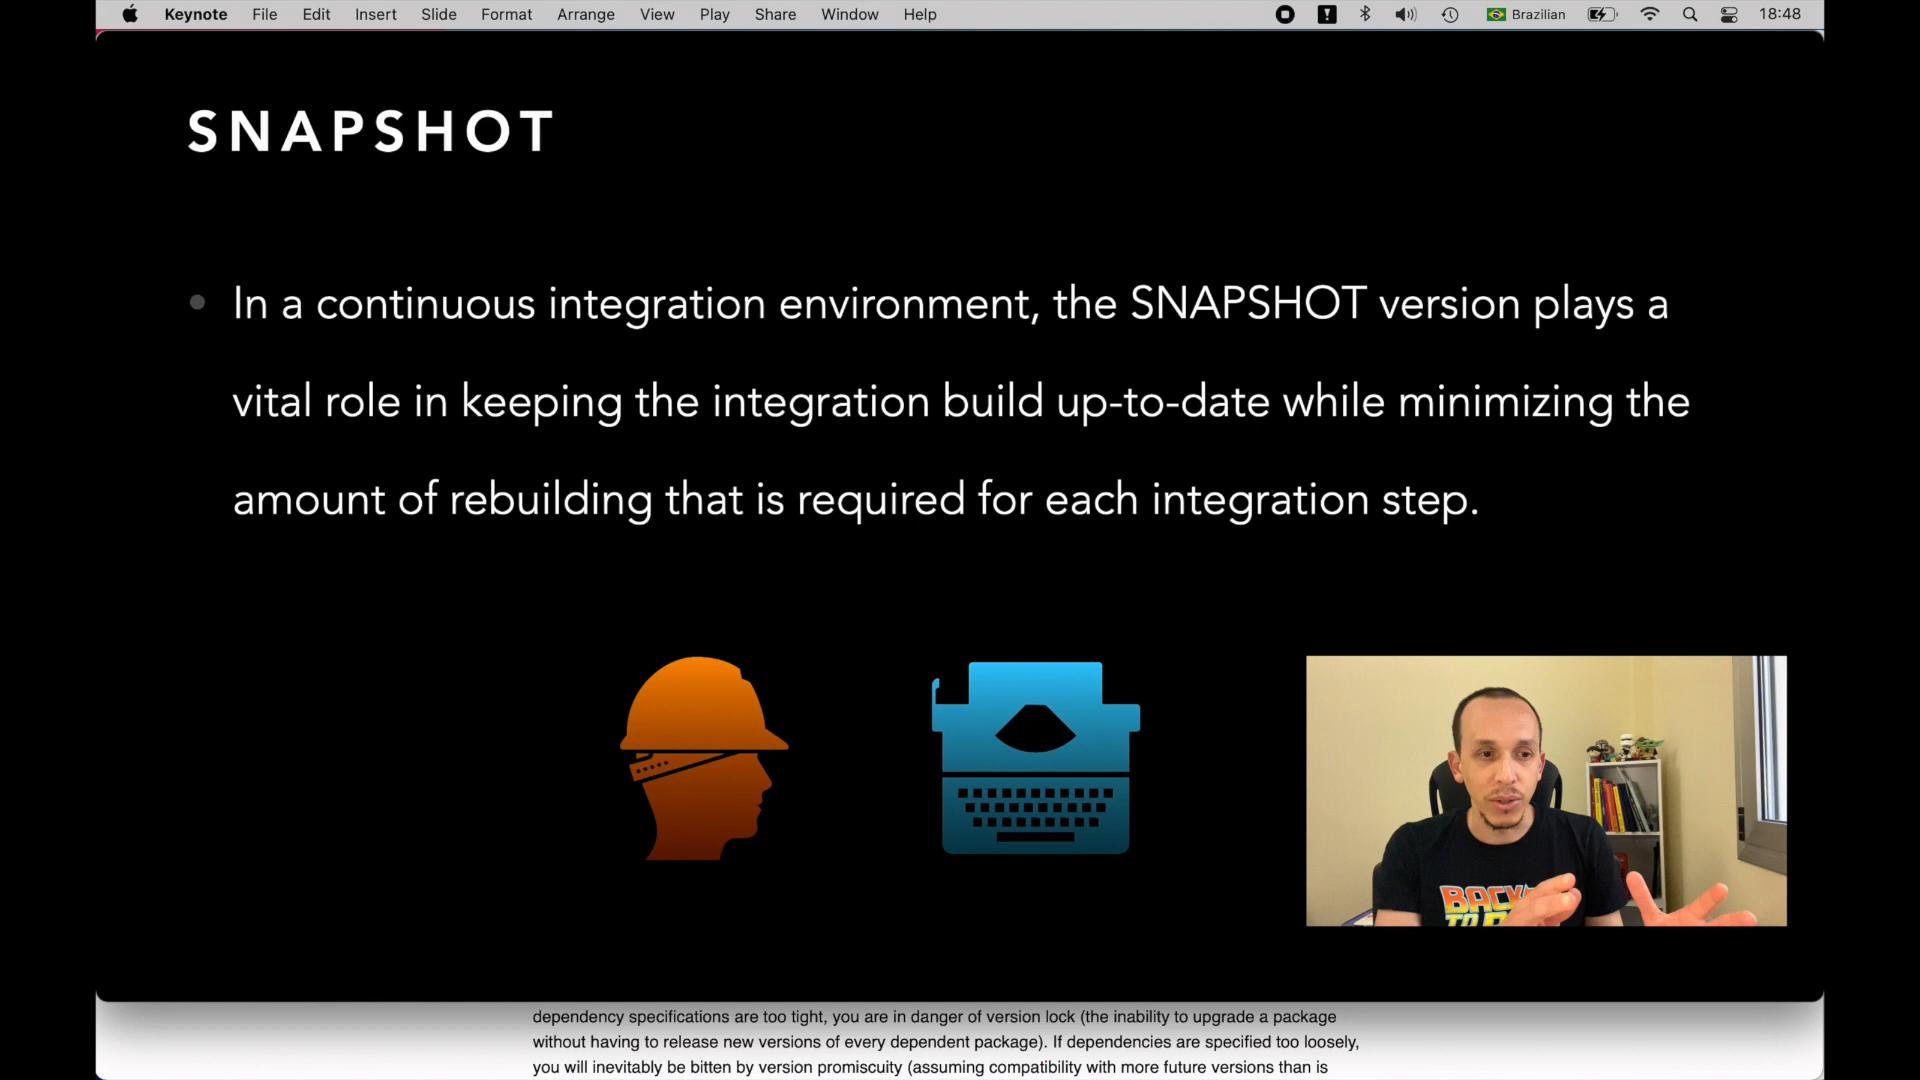 Keynote File Edit Insert Slide Format Arrange View Play Share Window Help Brazilian 18:48
SNAPSHOT
In a continuous integration environment, the SNAPSHOT version plays a
vital role in keeping the integration build up-to-date while minimizing the
amount of rebuilding that is required for each integration step.
BACK
TO
dependency specifications are too tight, you are in danger of version lock (the inability to upgrade a package
without having to release new versions of every dependent package). If dependencies are specified too loosely,
you will inevitably be bitten by version promiscuity (assuming compatibility with more future versions than is